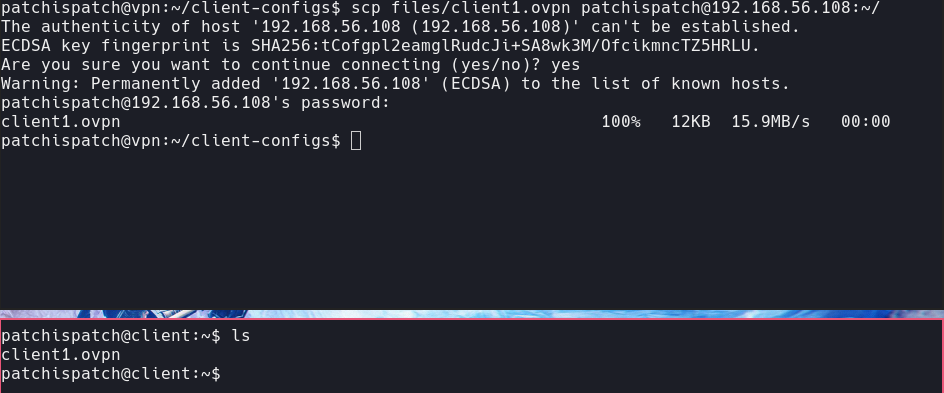 patchispatch@vpn:~/client-configs$ scp files/client1.ovpn patchispatch@192.168.56.108:~/
The authenticity of host '192.168.56.108 (192.168.56.108)' can't be established.
ECDSA key fingerprint is SHA256:tCofgpl2eamglRudcJi+SA8wk3M/OfcikmncTZ5HRLU.
Are you sure you want to continue connecting (yes/no)? yes
Warning: Permanently added '192.168.56.108' (ECDSA) to the list of known hosts.
patchispatch@192.168.56.108's password:
client1.ovpn 100% 12KB 15.9MB/s 00:00
patchispatch@vpn:~/client-configs$
patchispatch@client:~$ ls
client1.ovpn
patchispatch@client:~$